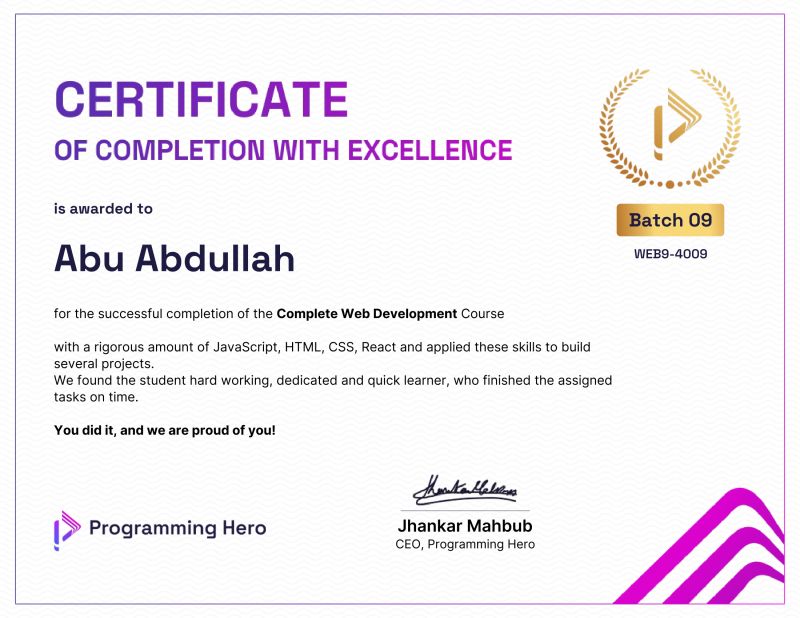 CERTIFICATE
OF COMPLETION WITH EXCELLENCE
is awarded to
Abu Abdullah
Batch 09
WEB9-4009
for the successful completion of the Complete Web Development Course
with a rigorous amount of JavaScript, HTML, CSS, React and applied these skills to build
several projects.
We found the student hard working, dedicated and quick learner, who finished the assigned
tasks on time.
You did it, and we are proud of you!
Programming Hero
Jhankar Mahbub
CEO, Programming Hero